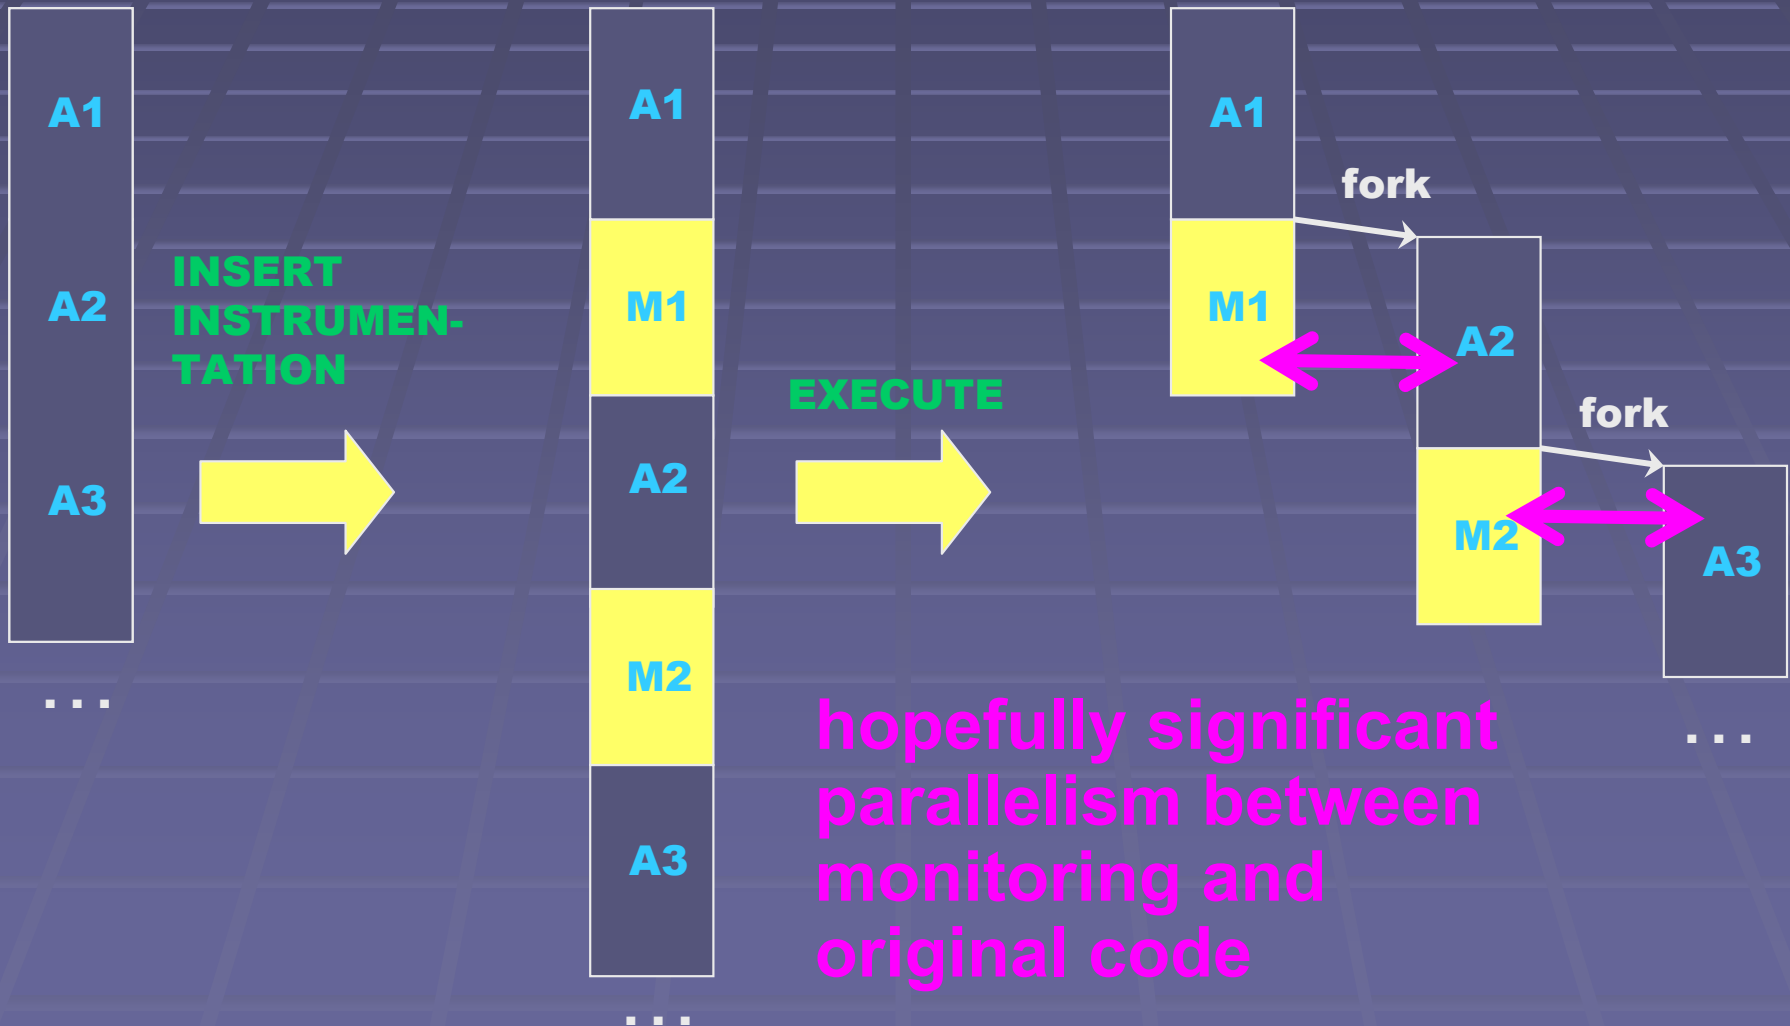 A1
A2
A3
...
INSERT
INSTRUMEN-
TATION
A1
M1
A2
M2
A3
...
EXECUTE
A1
M1
fork
A2
M2
fork
A3
...
hopefully significant
parallelism between
monitoring and
original code